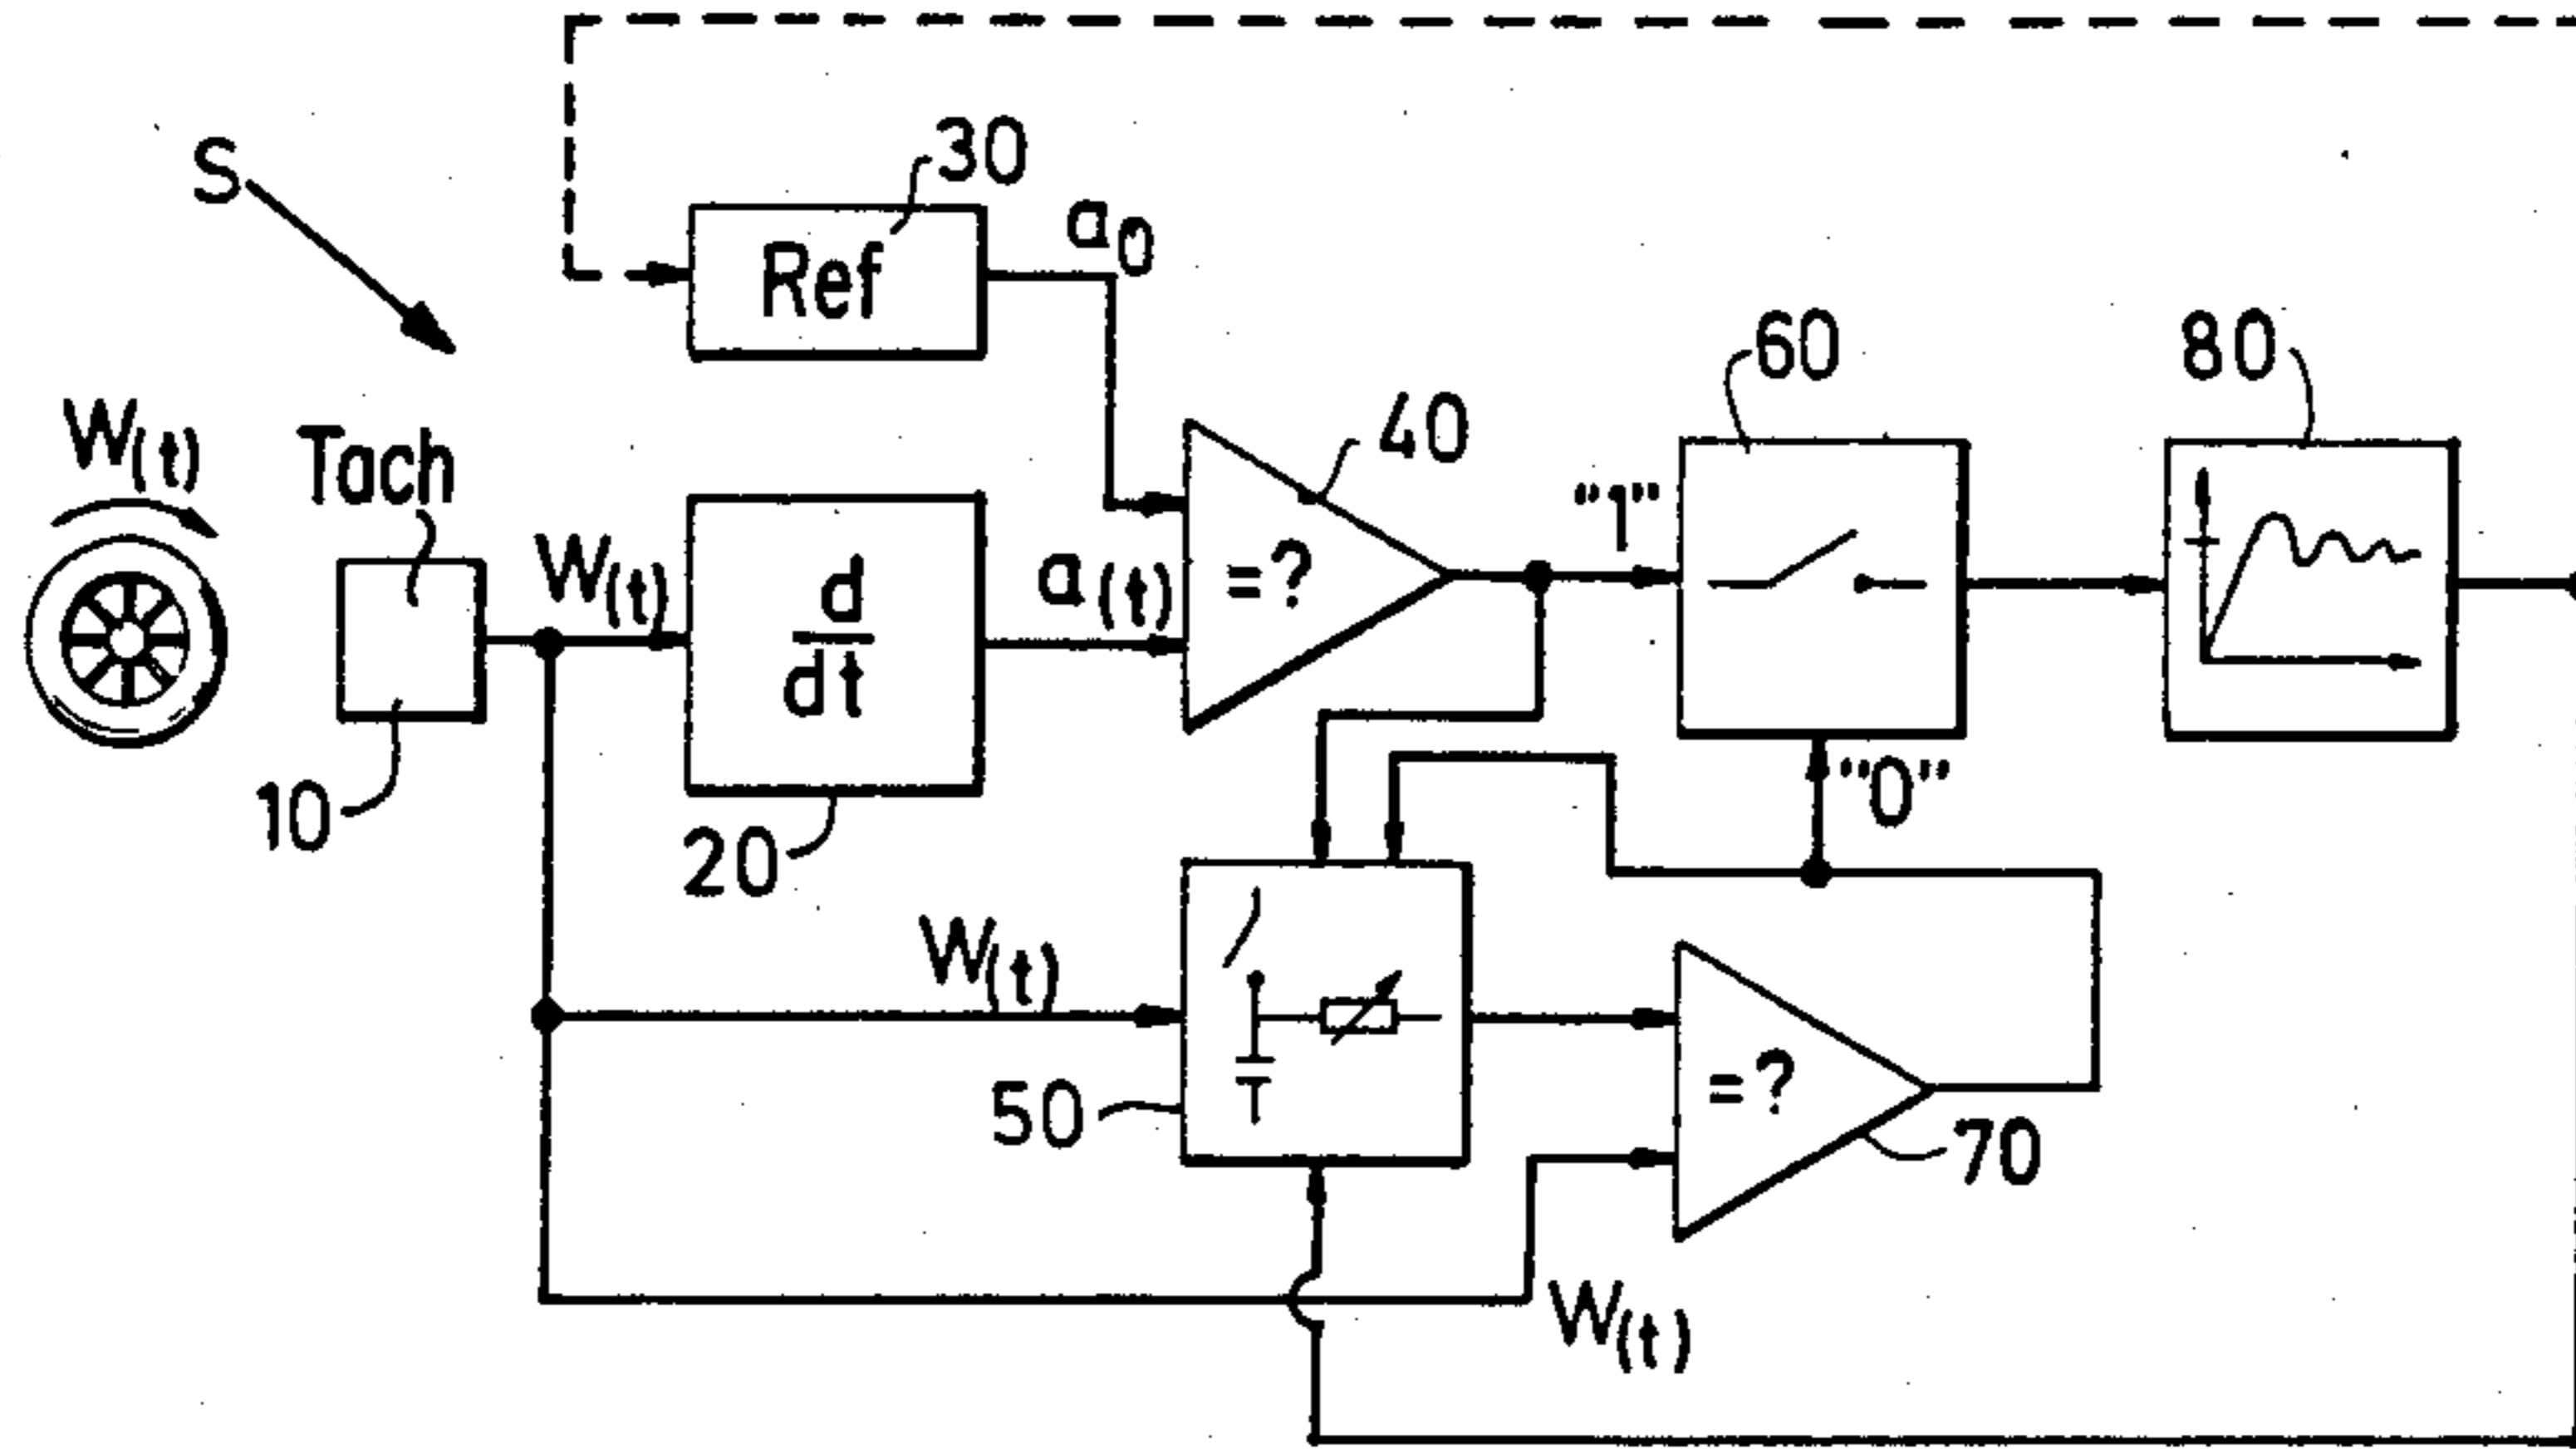 S
30
Ref
a0
W(t)
Tach
10
W(t)
d
dt
20
a(t)
=?
40
"1"
60
80
"0"
W(t)
50
=?
70
W(t)